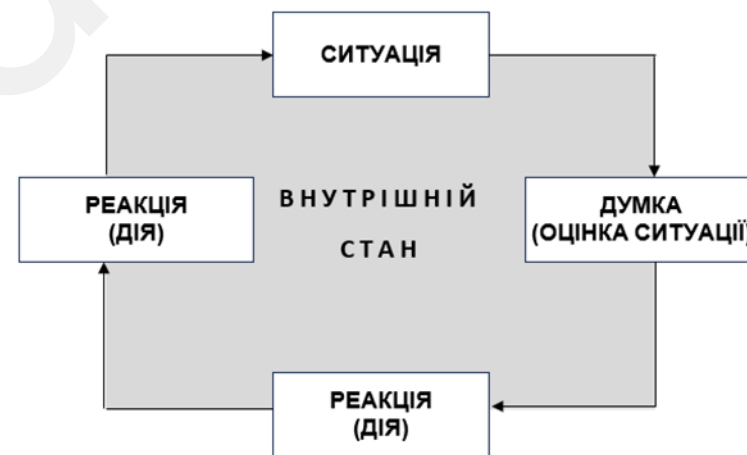 СИТУАЦІЯ
РЕАКЦІЯ
(ДІЯ)
ВНУТРІШНІЙ
СТАН
ДУМКА
(ОЦІНКА СИТУАЦІЇ)
РЕАКЦІЯ
(ДІЯ)